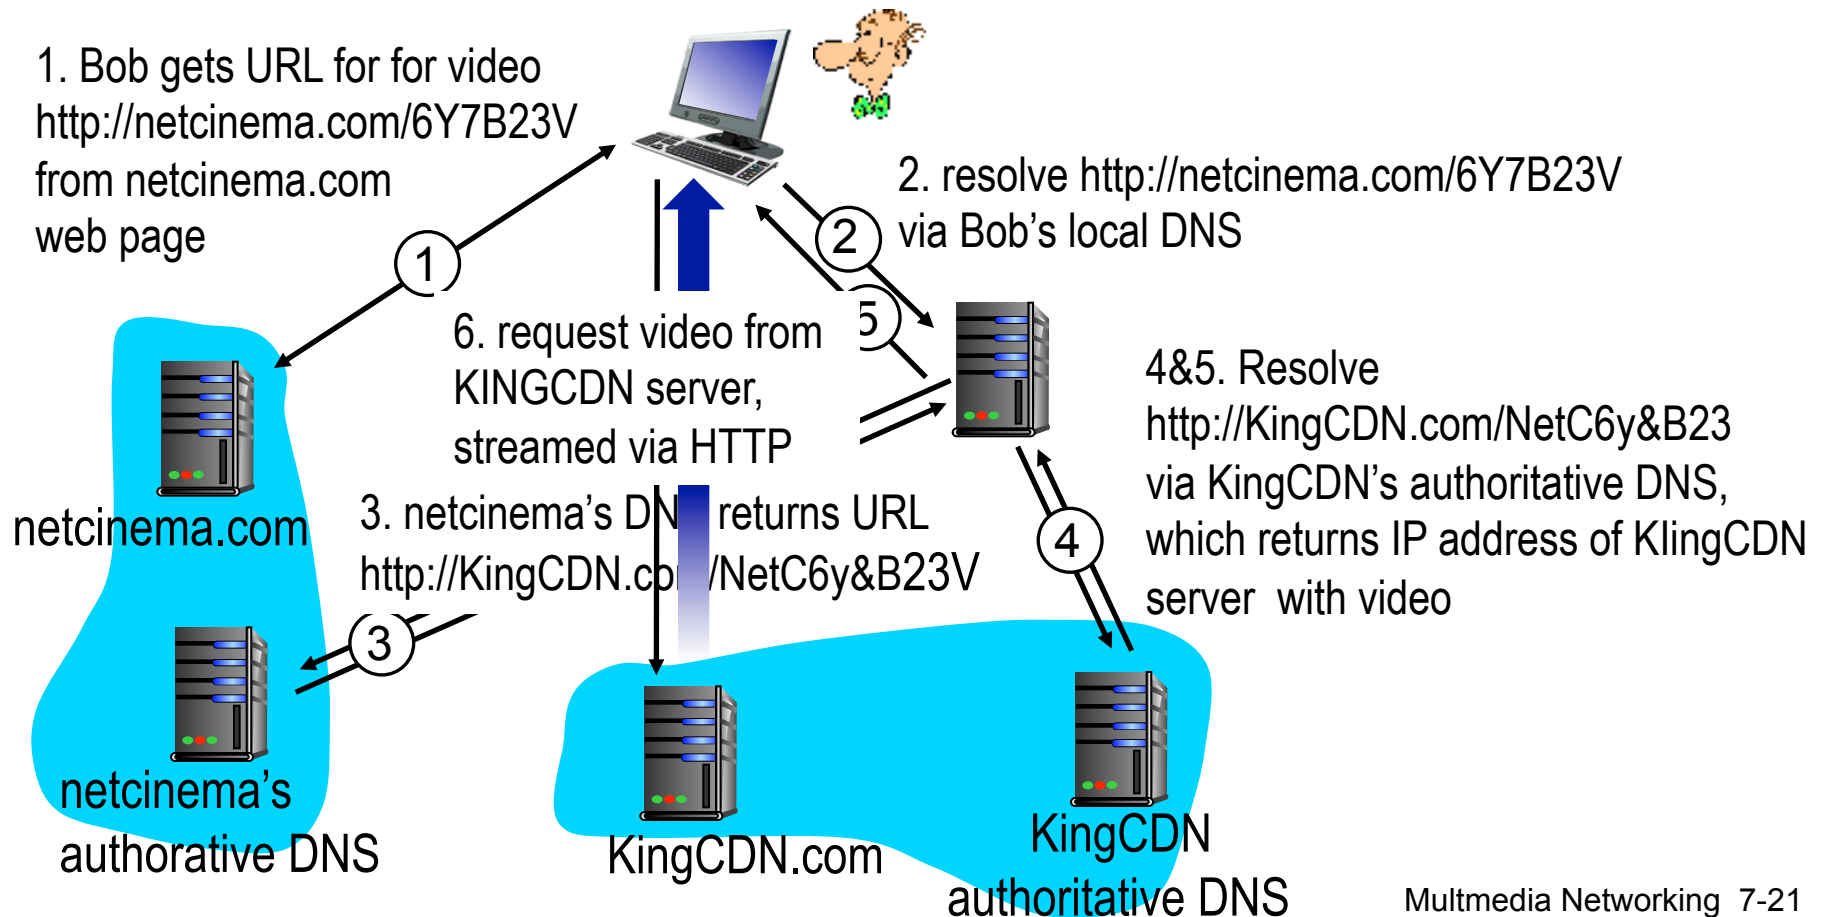 1. Bob gets URL for for video
http://netcinema.com/6Y7B23V
from netcinema.com
web page
1
2. resolve http://netcinema.com/6Y7B23V
via Bob's local DNS
2
5
6. request video from
KINGCDN server,
streamed via HTTP
4&5. Resolve
http://KingCDN.com/NetC6y&B23
via KingCDN's authoritative DNS,
which returns IP address of KIingCDN
server with video
netcinema.com
3. netcinema's DN returns URL
http://KingCDN.co /NetC6y&B23V
4
3
netcinema's
authorative DNS
KingCDN.com
KingCDN
authoritative DNS
Multmedia Networking 7-21